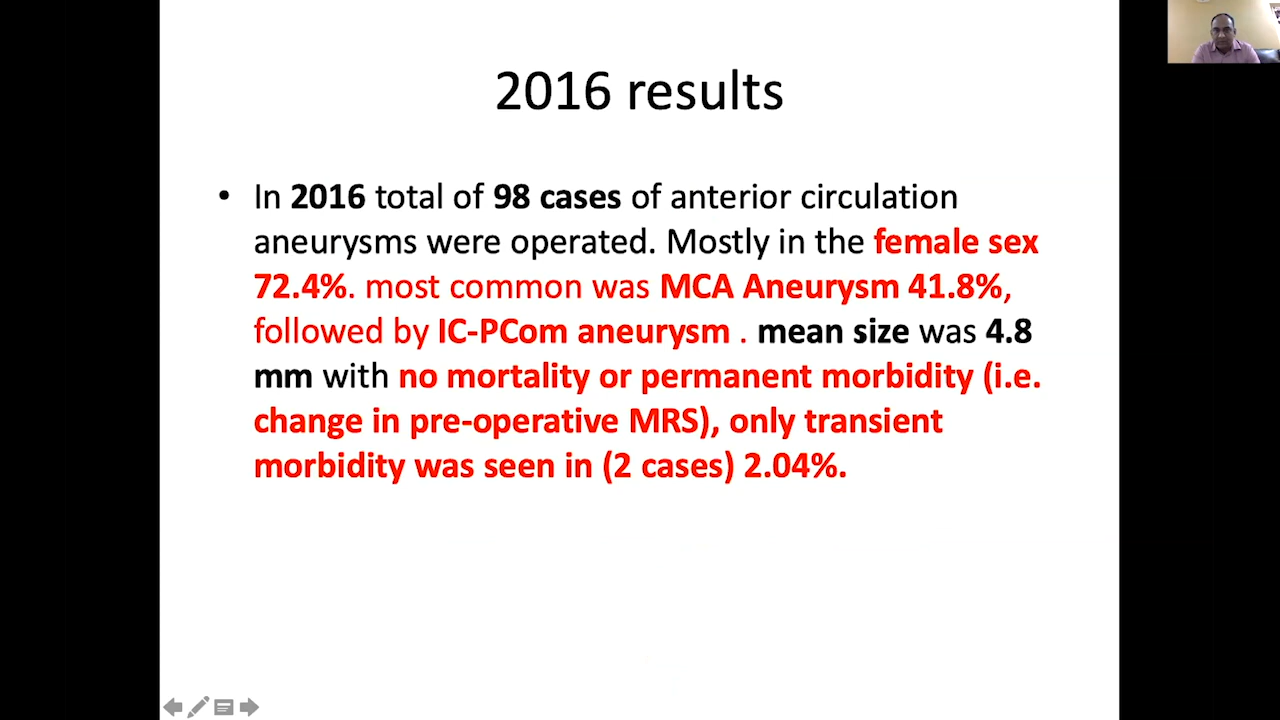 2016 results
• In 2016 total of 98 cases of anterior circulation
aneurysms were operated. Mostly in the female sex
72.4%. most common was MCA Aneurysm 41.8%,
followed by IC-PCom aneurysm . mean size was 4.8
mm with no mortality or permanent morbidity (i.e.
change in pre-operative MRS), only transient
morbidity was seen in (2 cases) 2.04%.